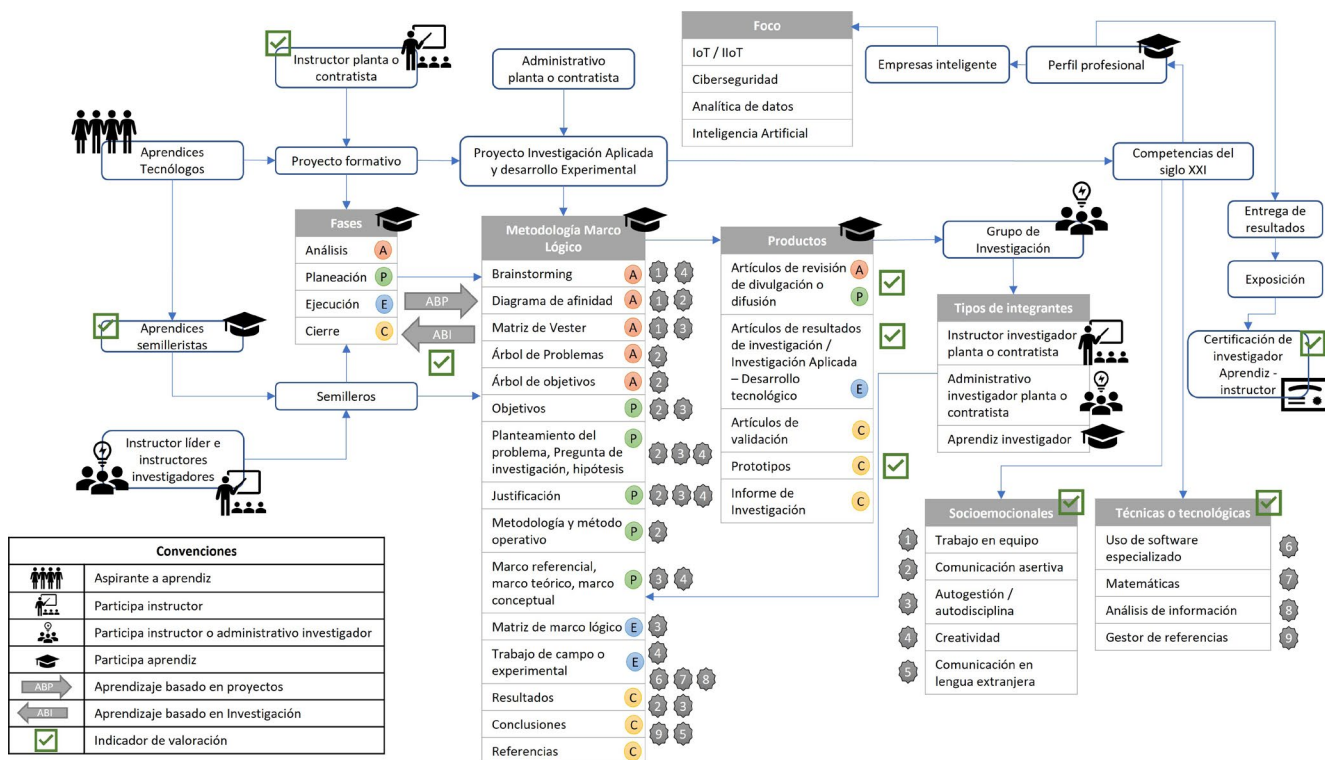 Instructor planta o
contratista
Administrativo
planta o contratista
Foco
IoT / IIoT
Ciberseguridad
Analítica de datos
Inteligencia Artificial
Empresas inteligente
Perfil profesional
Aprendices
Tecnólogos
Proyecto formativo
Proyecto Investigación Aplicada
y desarrollo Experimental
Competencias del
siglo XXI
Fases
Análisis A
Planeación P
Ejecución E
Cierre C
ABP
ABI
Aprendices
semilleristas
Semilleros
Instructor líder e
instructores
investigadores
Metodología Marco
Lógico
Brainstorming A 1 4
Diagrama de afinidad A 1 2
Matriz de Vester A 1 3
Árbol de Problemas A 2
Árbol de objetivos A 2
Objetivos P 2 3
Planteamiento del P
problema, Pregunta de
investigación, hipótesis 2 3 4
Justificación P 2 3 4
Metodología y método
operativo P 2
Marco referencial,
marco teórico, marco P 3 4
conceptual
Matriz de marco lógico E 3
Trabajo de campo o 4
experimental E
6 7 8
Resultados C 2 3
Conclusiones C 9 5
Referencias C
Productos
Artículos de revisión A
de divulgación o
difusión P
Artículos de resultados
de investigación /
Investigación Aplicada
– Desarrollo
tecnológico E
Artículos de
validación C
Prototipos C
Informe de
Investigación C
Grupo de
Investigación
Tipos de integrantes
Instructor investigador
planta o contratista
Administrativo
investigador planta o
contratista
Aprendiz investigador
Entrega de
resultados
Exposición
Certificación de
investigador
Aprendiz -
instructor
Socioemocionales
1 Trabajo en equipo
2 Comunicación asertiva
3 Autogestión /
autodisciplina
4 Creatividad
5 Comunicación en
lengua extranjera
Técnicas o tecnológicas
Uso de software
especializado 6
Matemáticas 7
Análisis de información 8
Gestor de referencias 9
Convenciones
Aspirante a aprendiz
Participa instructor
Participa instructor o administrativo investigador
Participa aprendiz
ABP Aprendizaje basado en proyectos
ABI Aprendizaje basado en Investigación
Indicador de valoración